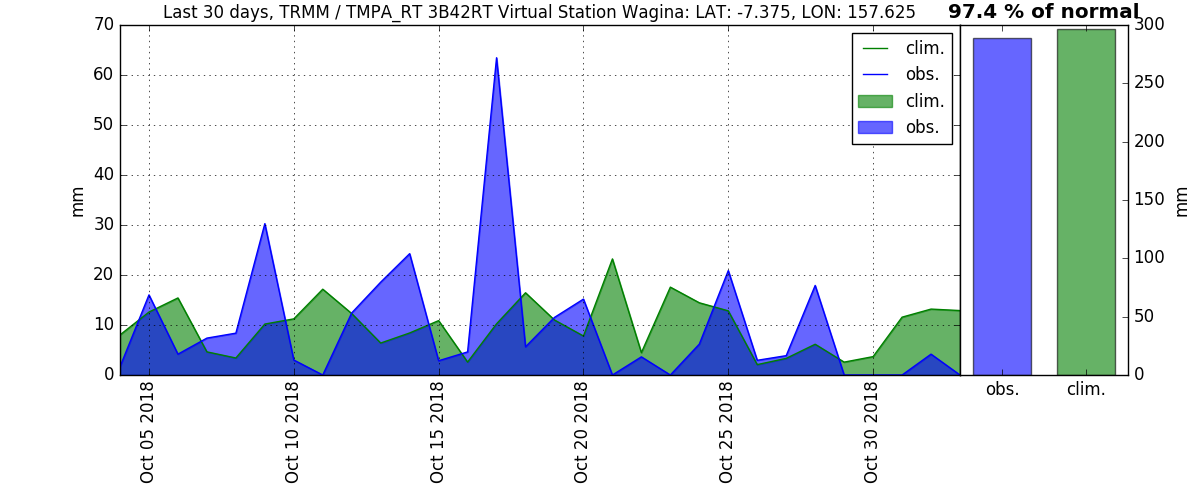 Last 30 days, TRMM / TMPA_RT 3B42RT Virtual Station Wagina: LAT: -7.375, LON: 157.625
97.4 % of normal
70
60
50
40
30
20
10
0
mm
clim.
obs.
clim.
obs.
Oct 05 2018
Oct 10 2018
Oct 15 2018
Oct 20 2018
Oct 25 2018
Oct 30 2018
300
250
200
150
100
50
0
mm
obs.
clim.